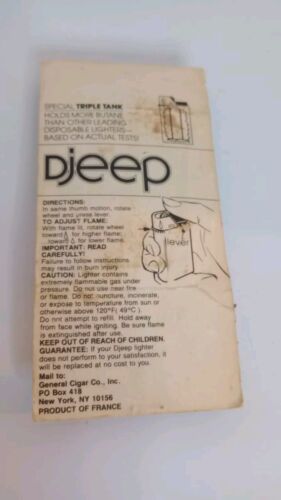 SPECIAL TRIPLE TANK
HOLDS MORE BUTANE
THAN OTHER LEADING
DISPOSABLE LIGHTERS—
BASED ON ACTUAL TESTS!
Djeep
DIRECTIONS:
In same thumb motion, rotate
wheel and press lever.
TO ADJUST FLAME:
With flame lit, rotate wheel
toward for higher flame;
toward for lower flame.
IMPORTANT: READ
CAREFULLY!
Failure to follow instructions
may result in burn injury.
CAUTION: Lighter contains
extremely flammable gas under
pressure. Do not use near fire
or flame. Do not puncture, incinerate,
or expose to temperature from sun or
otherwise above 120°F( 49°C ).
Do not attempt to refill. Hold away
from face while igniting. Be sure flame
is extinguished after use.
KEEP OUT OF REACH OF CHILDREN.
GUARANTEE: If your Djeep lighter
does not perform to your satisfaction, it
will be replaced at no cost to you.
Mail to:
General Cigar Co., Inc.
PO Box 418
New York, NY 10156
PRODUCT OF FRANCE
lever